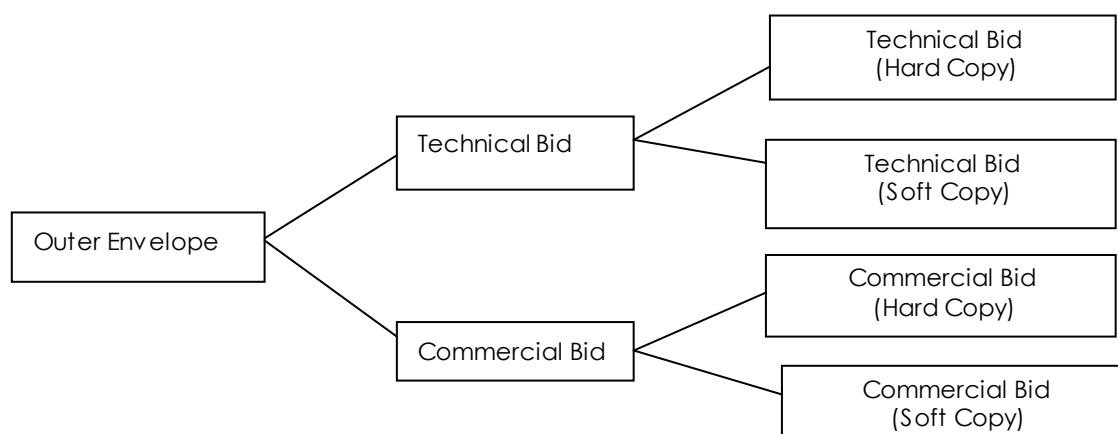 Technical Bid
(Hard Copy)
Technical Bid
Technical Bid
(Soft Copy)
Outer Envelope
Commercial Bid
(Hard Copy)
Commercial Bid
Commercial Bid
(Soft Copy)